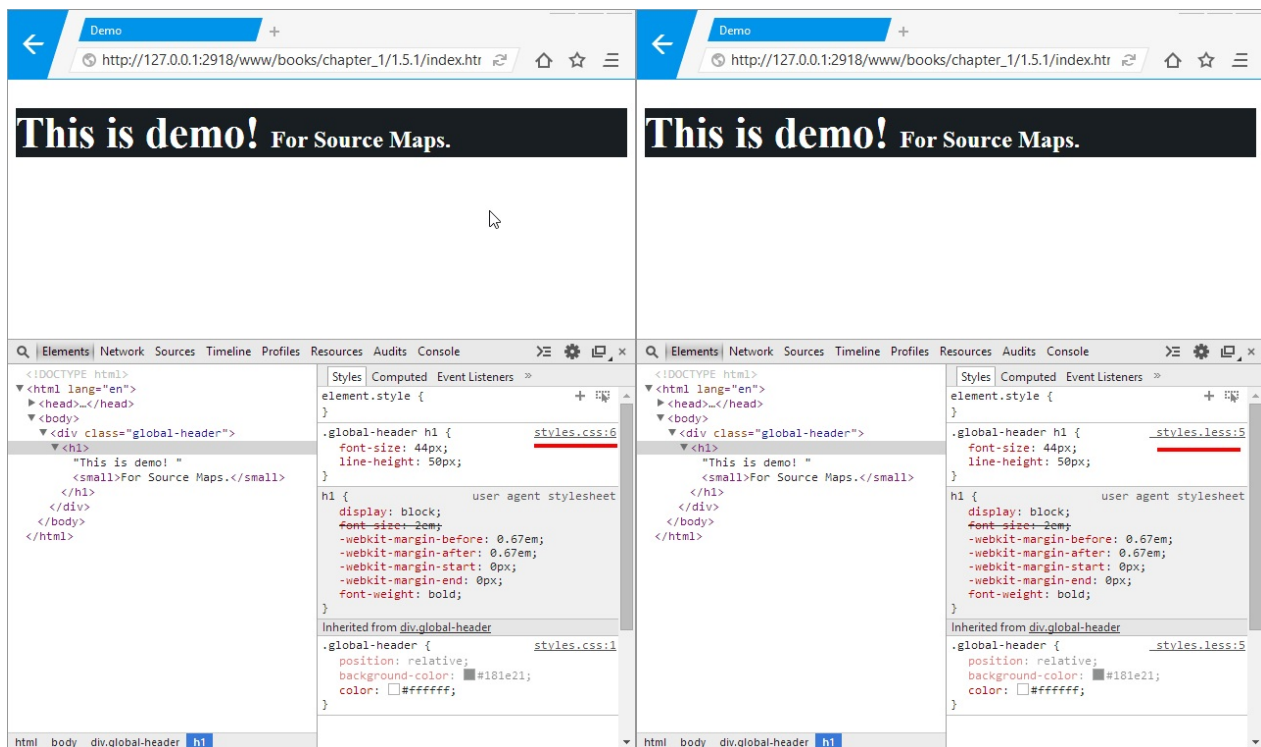 Demo
http://127.0.0.1:2918/www/books/chapter_1/1.5.1/index.htr
This is demo! For Source Maps.
Elements Network Sources Timeline Profiles Resources Audits Console
<!DOCTYPE html>
<html lang="en">
<head>…</head>
<body>
<div class="global-header">
<h1>
"This is demo! "
<small>For Source Maps.</small>
</h1>
</div>
</body>
</html>
html body div.global-header h1
Styles Computed Event Listeners »
element.style {
}
.global-header h1 { styles.css:6
font-size: 44px;
line-height: 50px;
}
h1 { user agent stylesheet
display: block;
font-size: 2em;
-webkit-margin-before: 0.67em;
-webkit-margin-after: 0.67em;
-webkit-margin-start: 0px;
-webkit-margin-end: 0px;
font-weight: bold;
}
Inherited from div.global-header
.global-header { styles.css:1
position: relative;
background-color: #181e21;
color: #ffffff;
}
Demo
http://127.0.0.1:2918/www/books/chapter_1/1.5.1/index.htr
This is demo! For Source Maps.
Elements Network Sources Timeline Profiles Resources Audits Console
<!DOCTYPE html>
<html lang="en">
<head>…</head>
<body>
<div class="global-header">
<h1>
"This is demo! "
<small>For Source Maps.</small>
</h1>
</div>
</body>
</html>
html body div.global-header h1
Styles Computed Event Listeners »
element.style {
}
.global-header h1 { _styles.less:5
font-size: 44px;
line-height: 50px;
}
h1 { user agent stylesheet
display: block;
font-size: 2em;
-webkit-margin-before: 0.67em;
-webkit-margin-after: 0.67em;
-webkit-margin-start: 0px;
-webkit-margin-end: 0px;
font-weight: bold;
}
Inherited from div.global-header
.global-header { _styles.less:5
position: relative;
background-color: #181e21;
color: #ffffff;
}